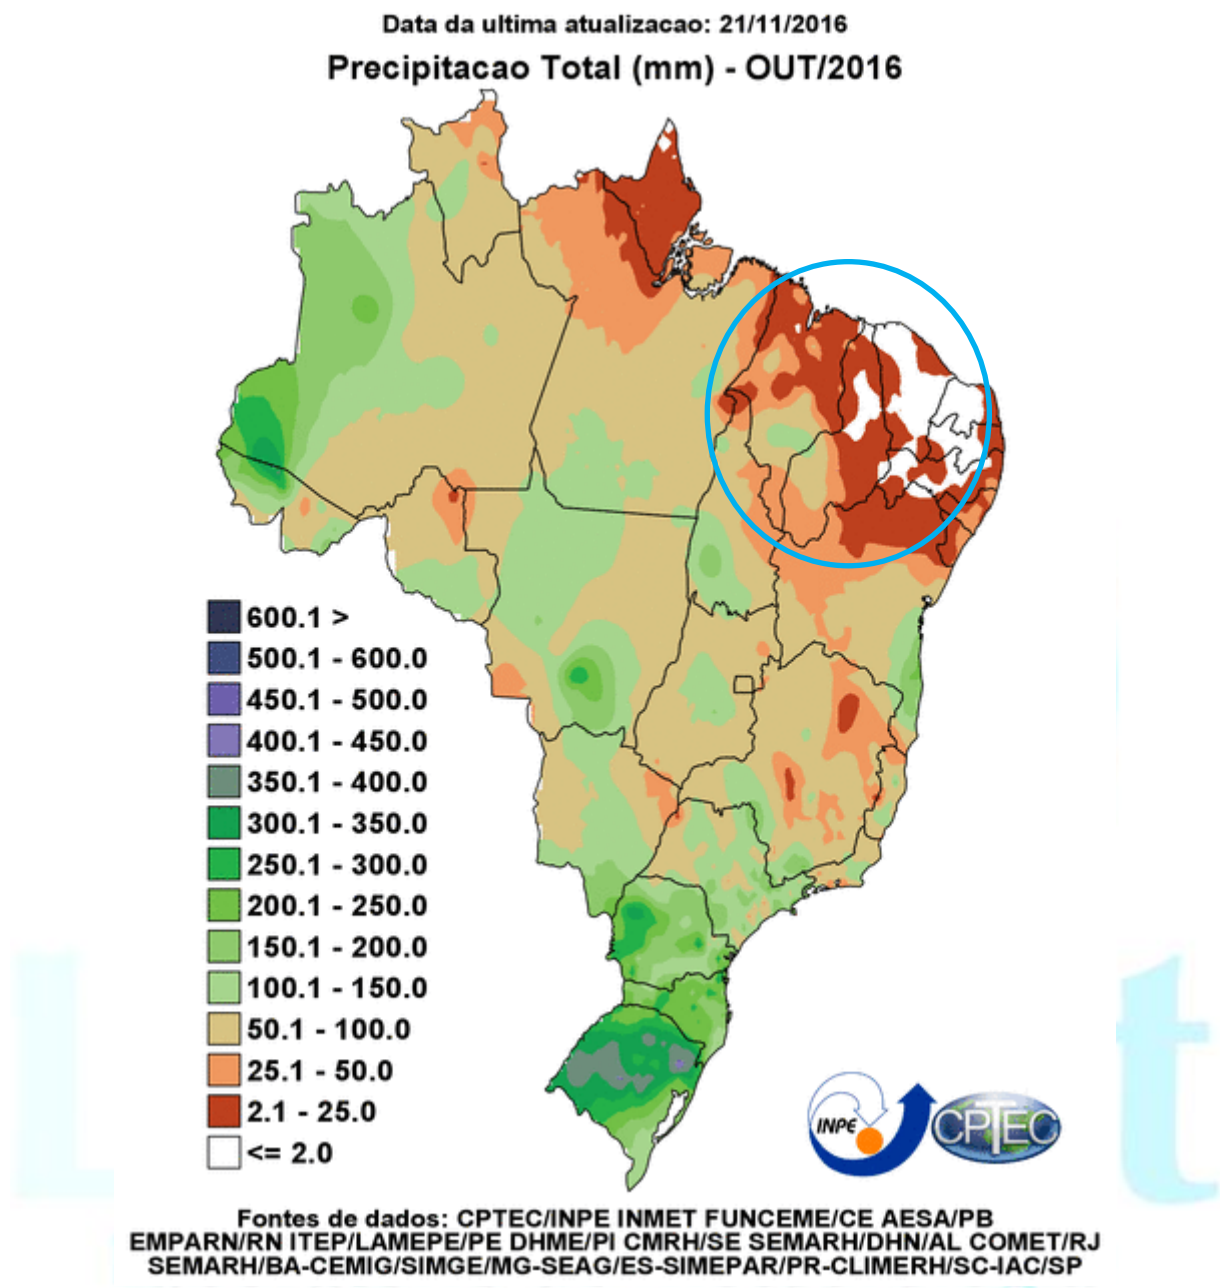 Data da ultima atualizacao: 21/11/2016
Precipitacao Total (mm) - OUT/2016
600.1 >
500.1 - 600.0
450.1 - 500.0
400.1 - 450.0
350.1 - 400.0
300.1 - 350.0
250.1 - 300.0
200.1 - 250.0
150.1 - 200.0
100.1 - 150.0
50.1 - 100.0
25.1 - 50.0
2.1 - 25.0
<= 2.0
INPE
CPTEC
Fontes de dados: CPTEC/INPE INMET FUNCEME/CE AESA/PB
EMPARN/RN ITEP/LAMEPE/PE DHME/PI CMRH/SE SEMARH/DHN/AL COMET/RJ
SEMARH/BA-CEMIG/SIMGE/MG-SEAG/ES-SIMEPAR/PR-CLIMERH/SC-IAC/SP